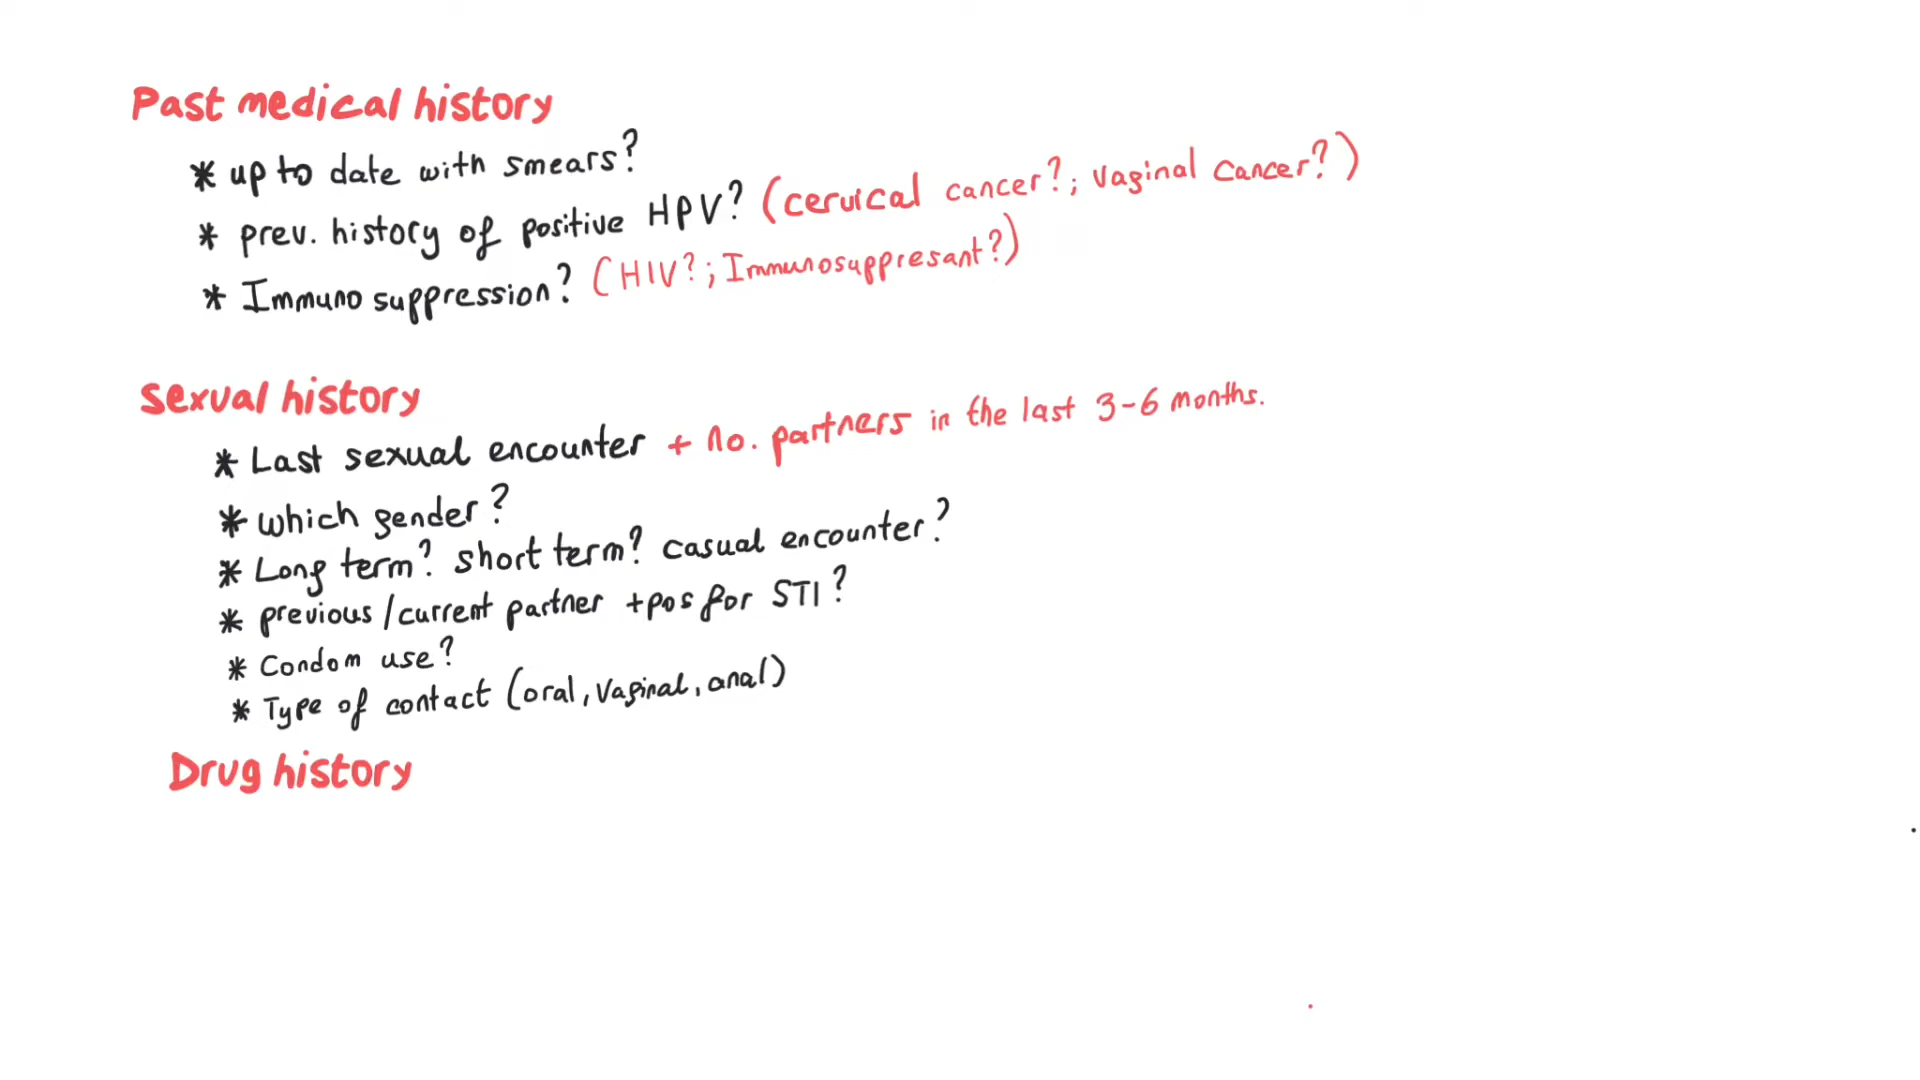 Past medical history
* up to date with smears?
* prev. history of positive HPV? (cervical cancer?; vaginal cancer?)
* Immuno suppression? (HIV?; Immunosuppresant?)
Sexual history
* Last sexual encounter + no. partners in the last 3-6 months.
* which gender?
* Long term? short term? casual encounter?
* previous/current partner +pos for STI?
* Condom use?
* Type of contact (oral, vaginal, anal)
Drug history